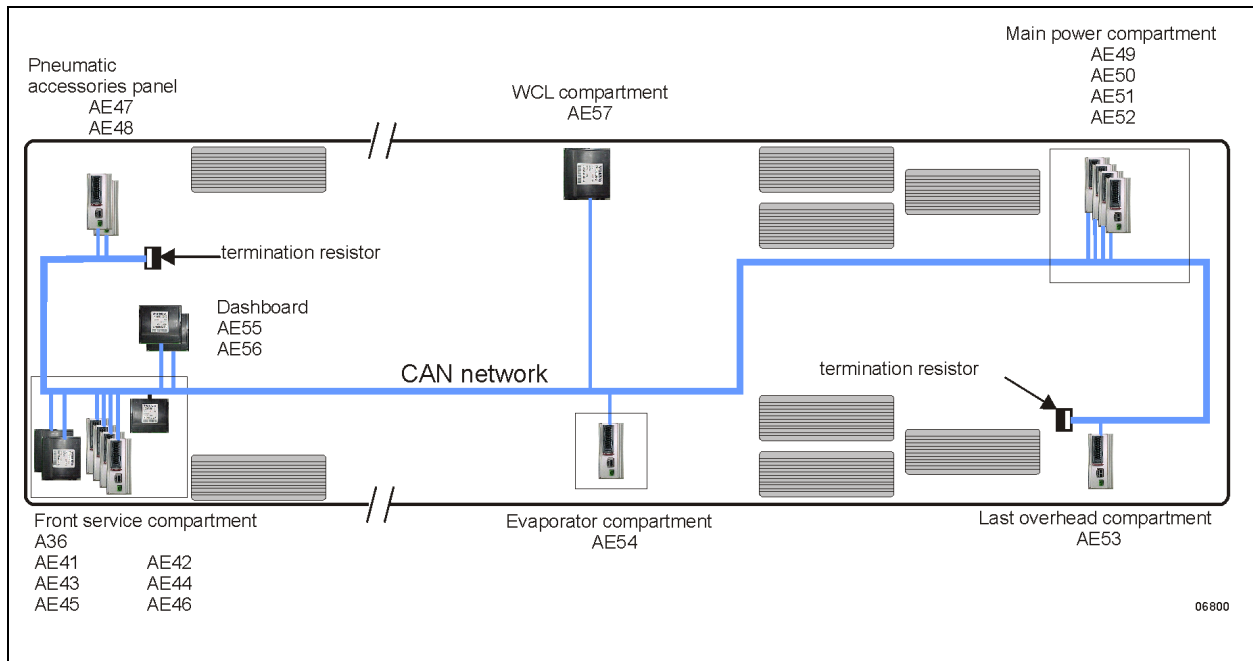 Main power compartment
AE49
AE50
AE51
AE52
Pneumatic
accessories panel
AE47
AE48
WCL compartment
AE57
termination resistor
Dashboard
AE55
AE56
CAN network
termination resistor
Front service compartment
A36
AE41 AE42
AE43 AE44
AE45 AE46
Evaporator compartment
AE54
Last overhead compartment
AE53
06800